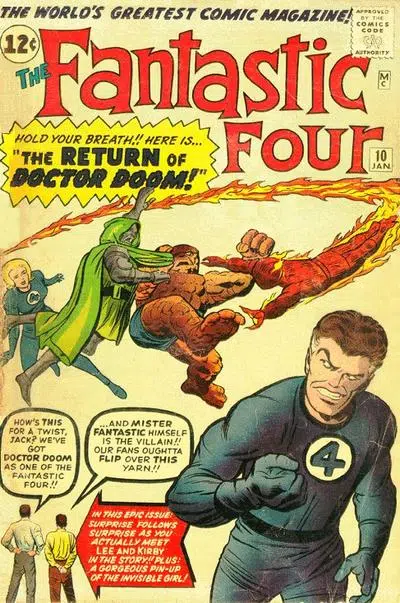 THE WORLD'S GREATEST COMIC MAGAZINE!
APPROVED
BY THE
COMICS
CODE
AUTHORITY
12¢
THE
Fantastic
Four
MC
10
JAN.
HOLD YOUR BREATH!! HERE IS...
"THE RETURN OF
DOCTOR DOOM!"
4
4
HOW'S THIS
FOR A TWIST,
JACK? WE'VE
GOT
DOCTOR DOOM
AS ONE OF THE
FANTASTIC
FOUR!!
...AND MISTER
FANTASTIC HIMSELF
IS THE VILLAIN!!
OUR FANS OUGHTTA
FLIP OVER THIS
YARN!!
IN THIS EPIC ISSUE!
SURPRISE FOLLOWS
SURPRISE AS YOU
ACTUALLY MEET
LEE AND KIRBY
IN THE STORY!! PLUS:
A GORGEOUS PIN-UP
OF THE INVISIBLE GIRL!